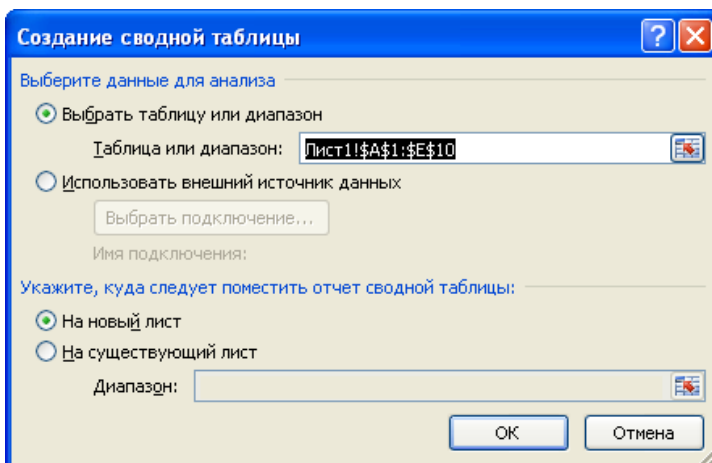 Создание сводной таблицы
Выберите данные для анализа
Выбрать таблицу или диапазон
Таблица или диапазон: Лист1!$A$1:$E$10
Использовать внешний источник данных
Выбрать подключение...
Имя подключения:
Укажите, куда следует поместить отчет сводной таблицы:
На новый лист
На существующий лист
Диапазон:
ОК Отмена